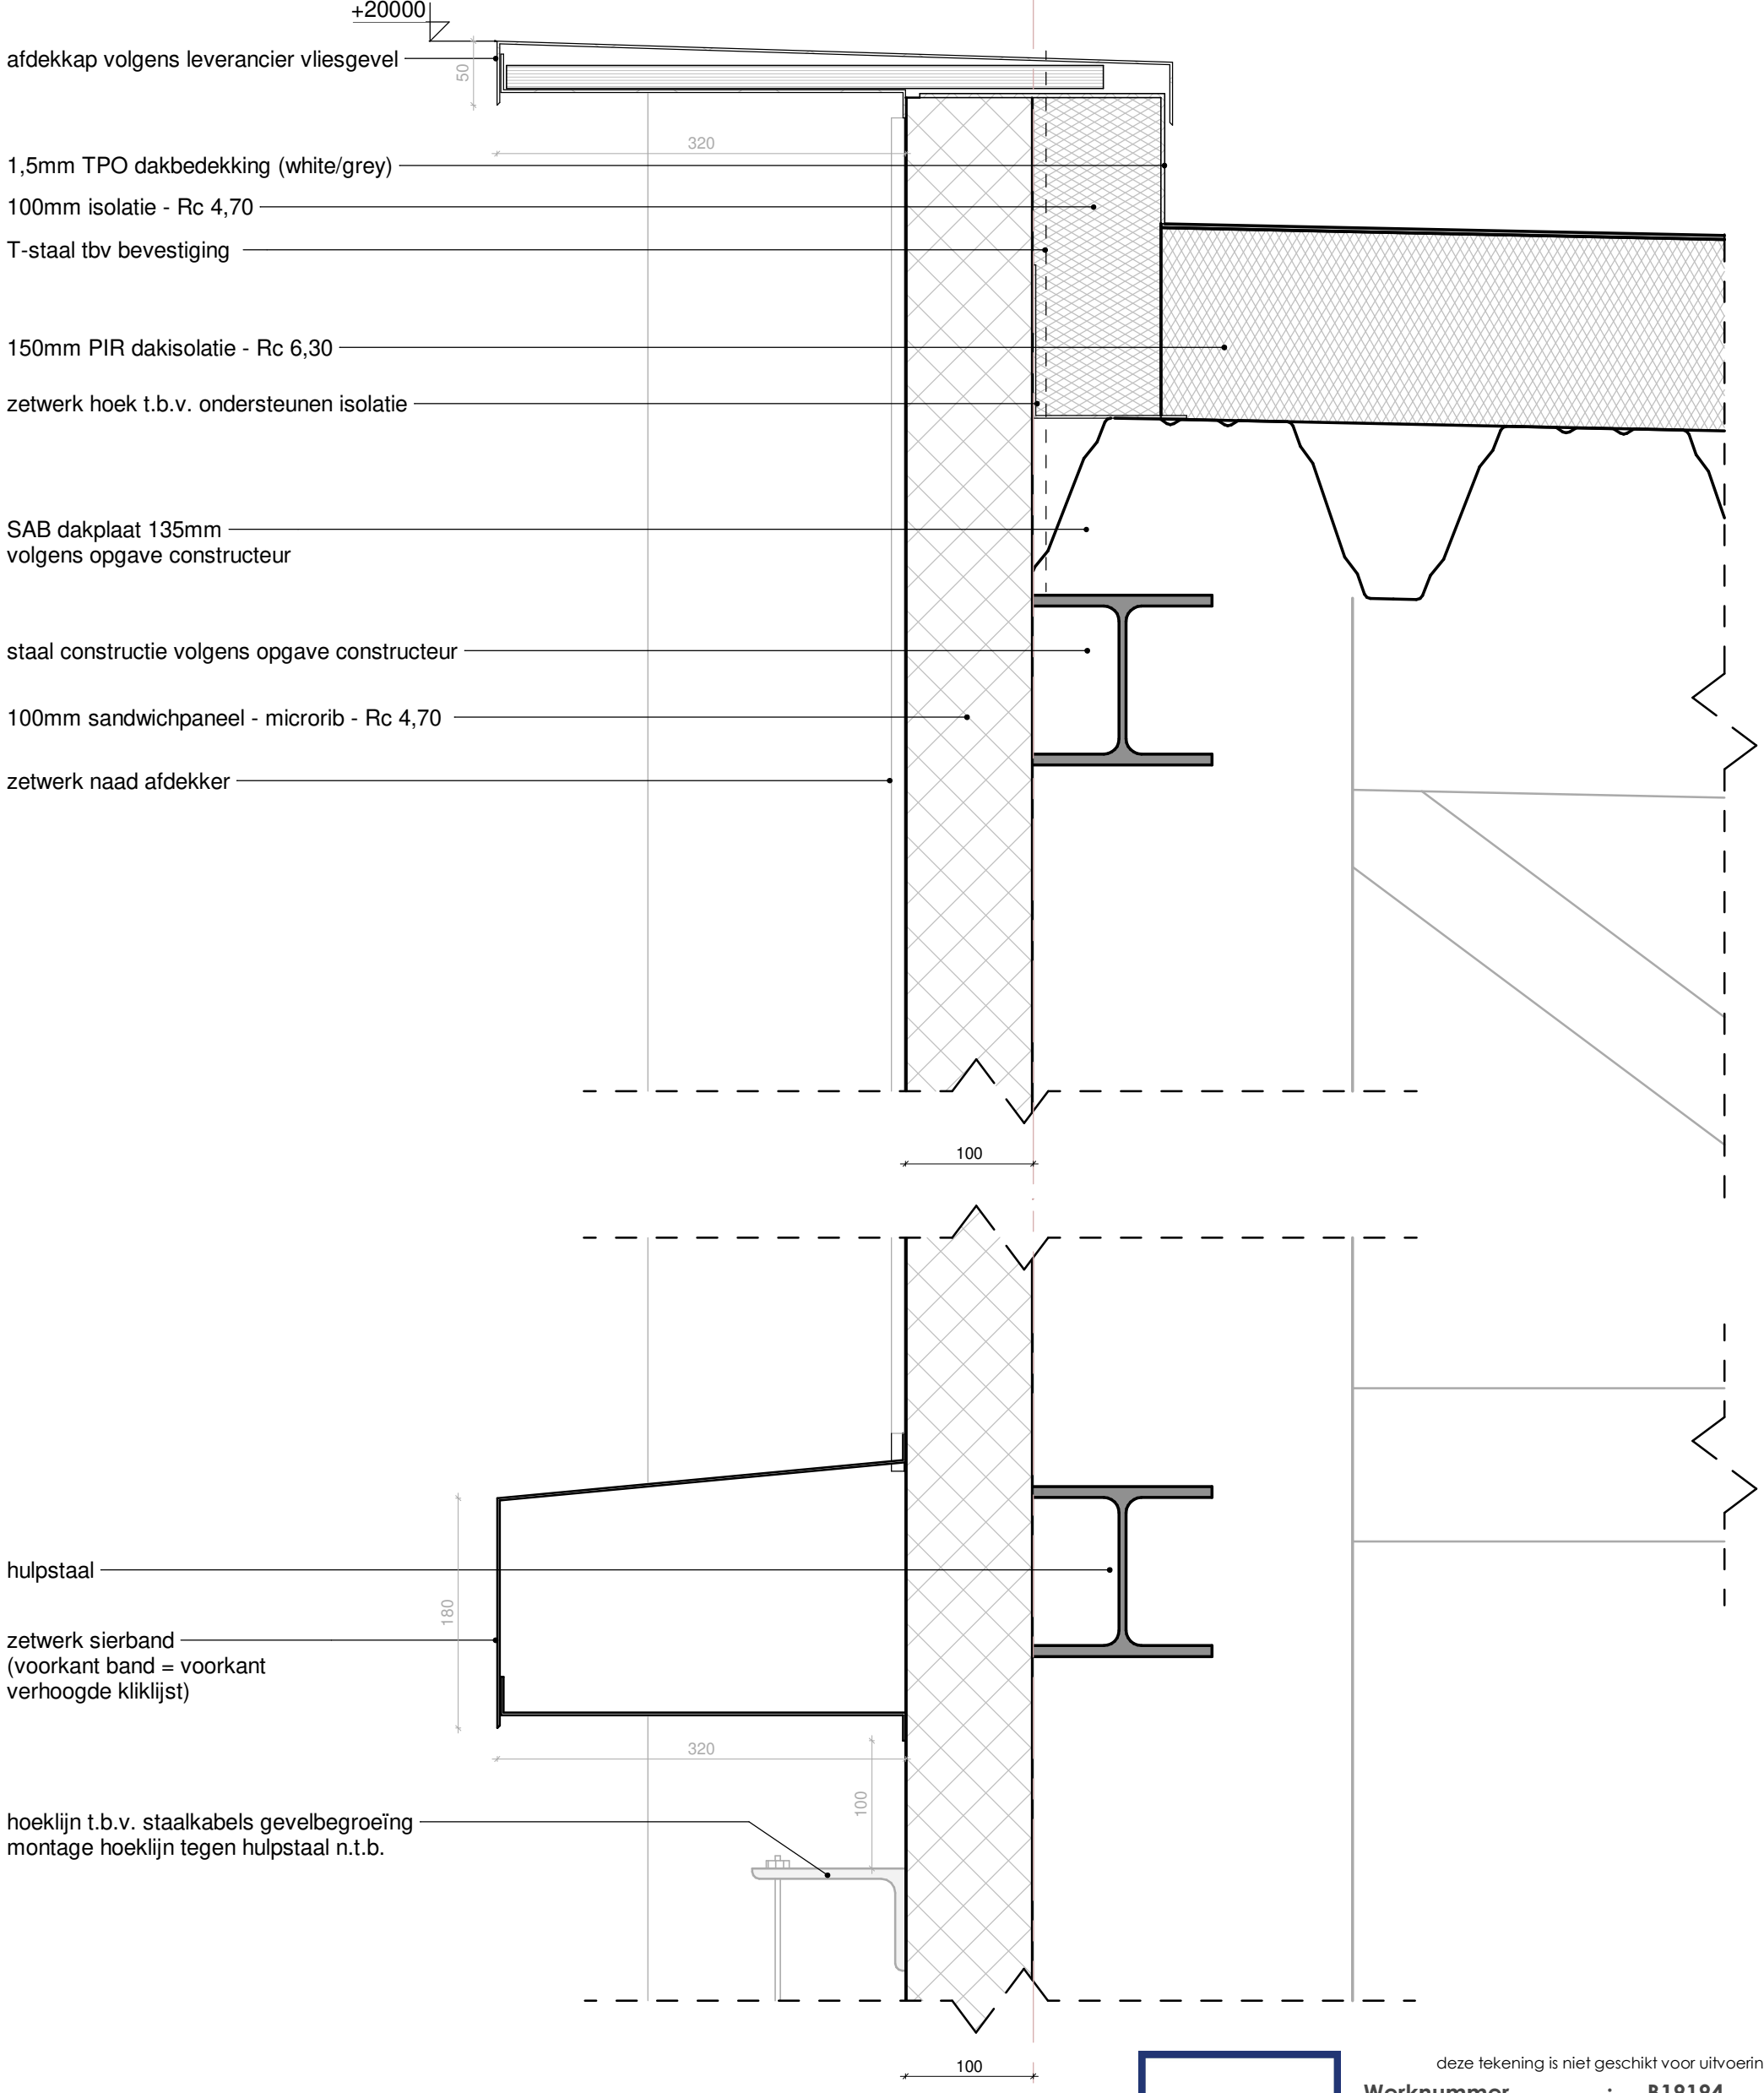 +20000
afdekkap volgens leverancier vliesgevel
50
320
1,5mm TPO dakbedekking (white/grey)
100mm isolatie - Rc 4,70
T-staal tbv bevestiging
150mm PIR dakisolatie - Rc 6,30
zetwerk hoek t.b.v. ondersteunen isolatie
SAB dakplaat 135mm
volgens opgave constructeur
staal constructie volgens opgave constructeur
100mm sandwichpaneel - microrib - Rc 4,70
zetwerk naad afdekker
100
hulpstaal
180
zetwerk sierband
(voorkant band = voorkant
verhoogde kliklijst)
320
100
hoeklijn t.b.v. staalkabels gevelbegroeïng
montage hoeklijn tegen hulpstaal n.t.b.
100
deze tekening is niet geschikt voor uitvoerin
Werknummer : B19194